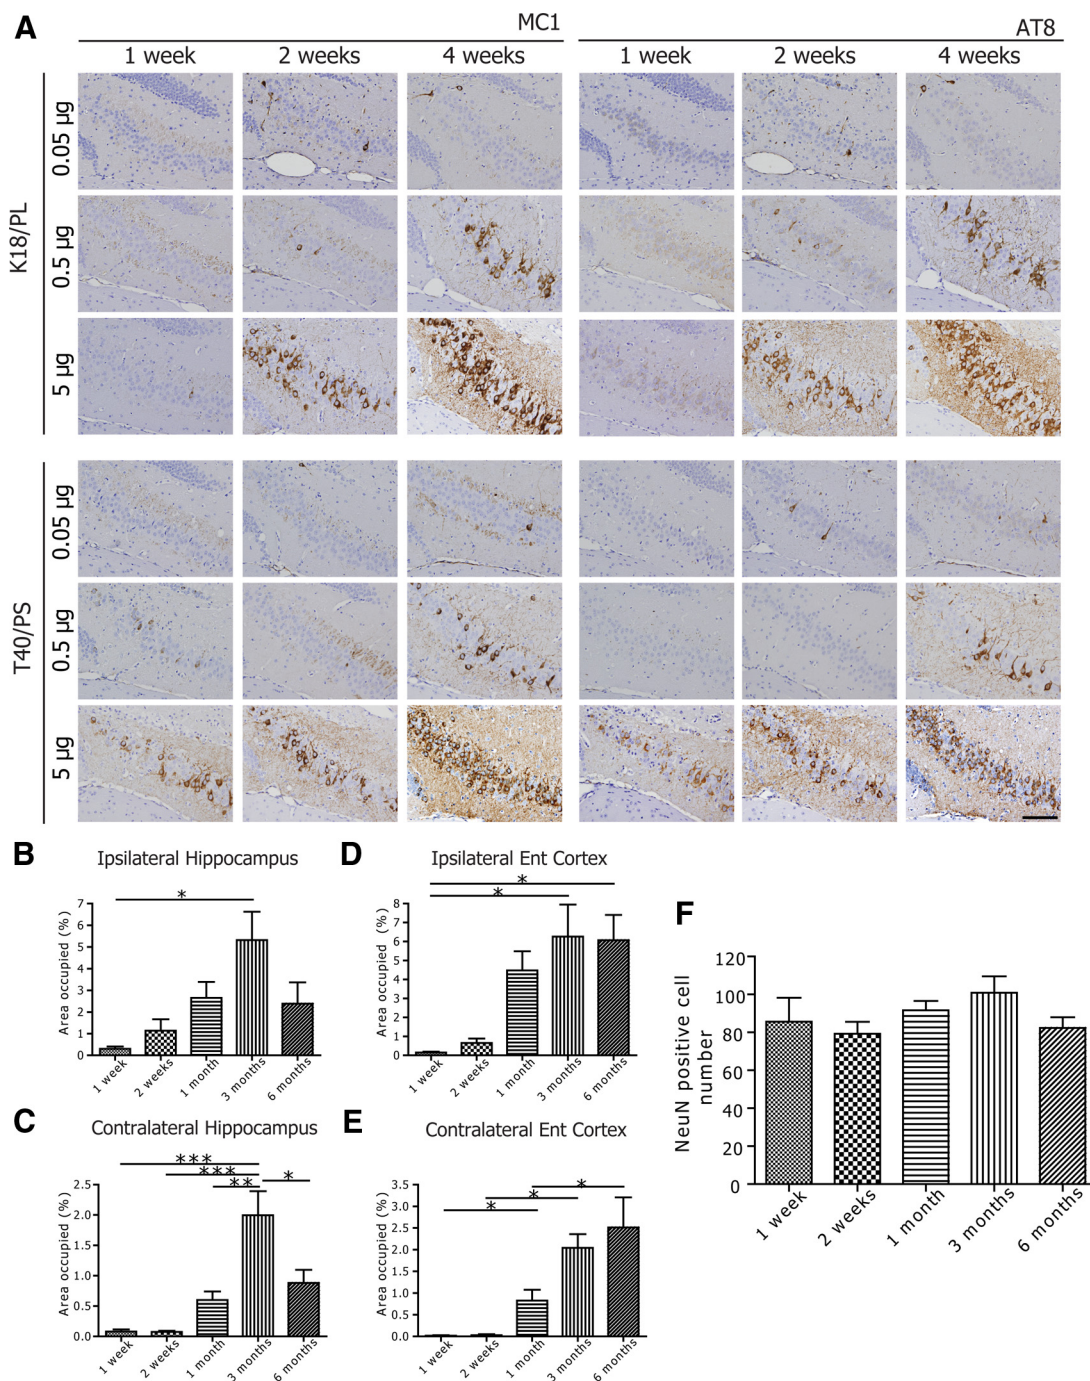 A
MC1
AT8
1 week
2 weeks
4 weeks
1 week
2 weeks
4 weeks
K18/PL
0.05 µg
0.5 µg
5 µg
T40/PS
0.05 µg
0.5 µg
5 µg
B
Ipsilateral Hippocampus
*
Area occupied (%)
7
6
5
4
3
2
1
0
1 week
2 weeks
1 month
3 months
6 months
D
Ipsilateral Ent Cortex
*
*
Area occupied (%)
8
7
6
5
4
3
2
1
0
1 week
2 weeks
1 month
3 months
6 months
C
Contralateral Hippocampus
***
***
**
*
Area occupied (%)
2.5
2.0
1.5
1.0
0.5
0.0
1 week
2 weeks
1 month
3 months
6 months
E
Contralateral Ent Cortex
*
*
*
Area occupied (%)
3.5
3.0
2.5
2.0
1.5
1.0
0.5
0.0
1 week
2 weeks
1 month
3 months
6 months
F
NeuN positive cell
number
120
100
80
60
40
20
0
1 week
2 weeks
1 month
3 months
6 months